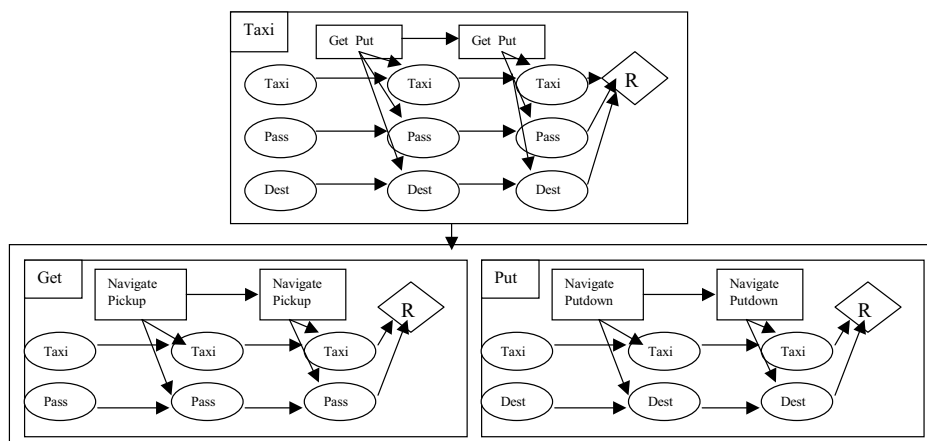 Taxi
Get Put
Get Put
Taxi
Taxi
Taxi
R
Pass
Pass
Pass
Dest
Dest
Dest
Get
Navigate
Pickup
Navigate
Pickup
R
Taxi
Taxi
Taxi
Pass
Pass
Pass
Put
Navigate
Putdown
Navigate
Putdown
R
Taxi
Taxi
Taxi
Dest
Dest
Dest